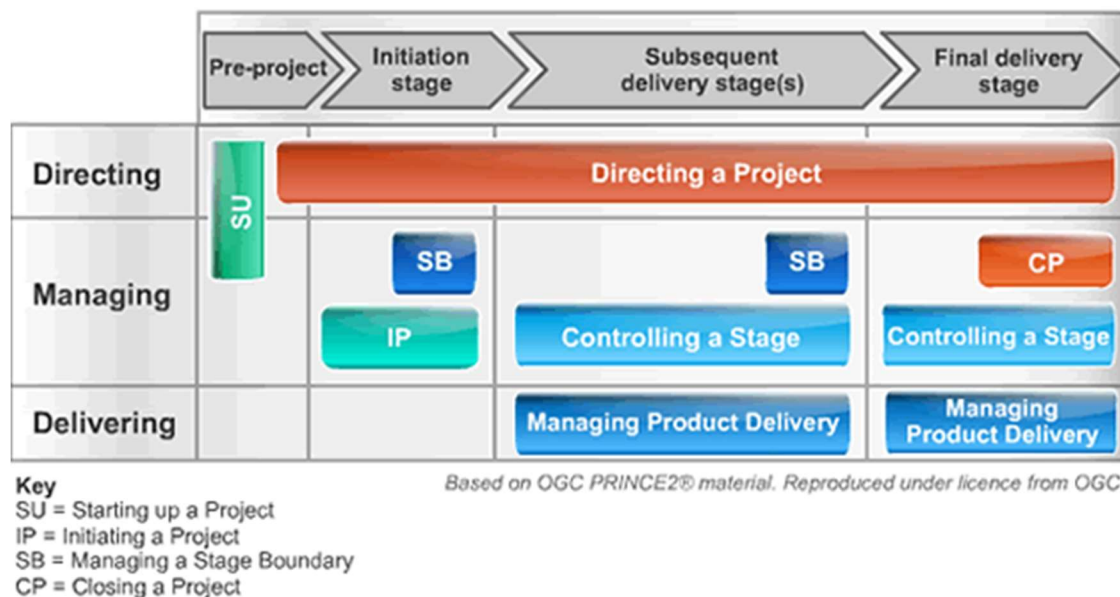 Pre-project
Initiation
stage
Subsequent
delivery stage(s)
Final delivery
stage
Directing
SU
Directing a Project
Managing
SB
SB
CP
IP
Controlling a Stage
Controlling a Stage
Delivering
Managing Product Delivery
Managing
Product Delivery
Key
Based on OGC PRINCE2® material. Reproduced under licence from OGC
SU = Starting up a Project
IP = Initiating a Project
SB = Managing a Stage Boundary
CP = Closing a Project